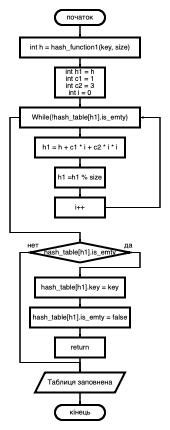 початок
int h = hash_function1(key, size)
int h1 = h
int c1 = 1
int c2 = 3
int i = 0
While(!hash_table[h1].is_emty)
h1 = h + c1 * i + c2 * i * i
h1 =h1 % size
i++
нет
hash_table[h1].is_emty
да
hash_table[h1].key = key
hash_table[h1].is_emty = false
return
Таблиця заповнена
кінець